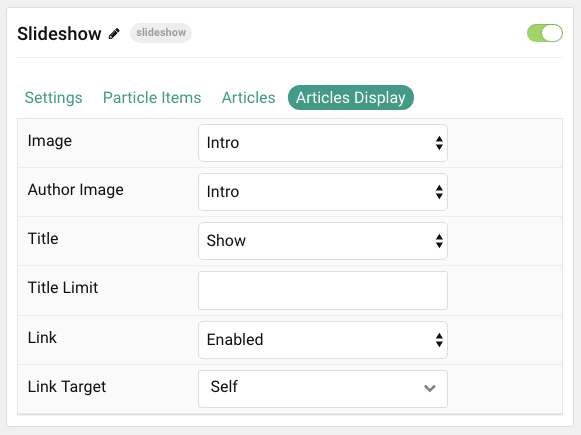 Slideshow slideshow
Settings Particle Items Articles Articles Display
Image Intro
Author Image Intro
Title Show
Title Limit
Link Enabled
Link Target Self